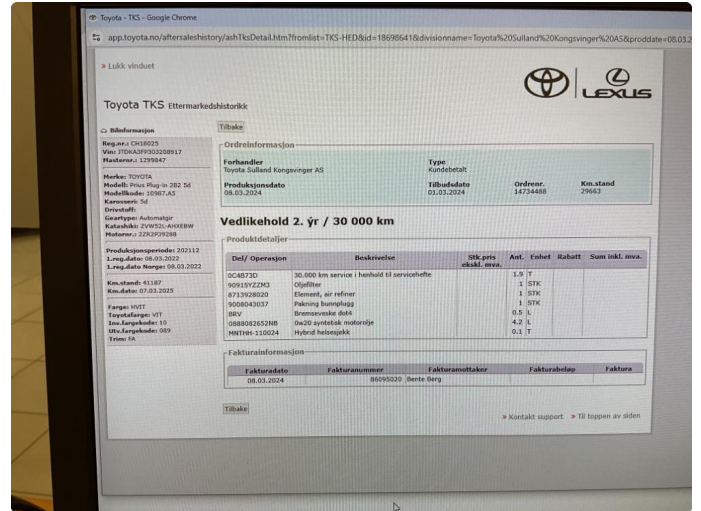 Toyota - TKS - Google Chrome
app.toyota.no/aftersaleshistory/ashTksDetail.htm?fromlist=TKS-HED&id=18698641&divisionname=Toyota%20Sulland%20Kongsvinger%20AS&proddate=08.03.2
» Lukk vinduet
LEXUS
Toyota TKS Ettermarkedshistorikk
Bilinformasjon
Reg.nr.: CH18025
Vin: JTDKA3FP303208917
Masternr.: 1299847
Merke: TOYOTA
Modell: Prius Plug-in 2B2 5d
Modellkode: 10967.AS
Karosseri: 5d
Drivstoff:
Geartype: Automatgir
Katashiki: ZVW52L-AHXEBW
Motornr.: 2ZR2P39288
Produksjonsperiode: 202112
1.reg.dato: 08.03.2022
1.reg.dato Norge: 08.03.2022
Km.stand: 41187
Km.dato: 07.03.2025
Farge: HVIT
Toyotafarge: VIT
Inv.fargekode: 10
Utv.fargekode: 089
Trim: FA
Tilbake
Ordreinformasjon
Forhandler Type
Toyota Sulland Kongsvinger AS Kundebetalt
Produksjonsdato Tilbudsdato Ordrenr. Km.stand
08.03.2024 01.03.2024 14734488 29663
Vedlikehold 2. ýr / 30 000 km
Produktdetaljer
Del/ Operasjon Beskrivelse Stk.pris ekskl. mva. Ant. Enhet Rabatt Sum inkl. mva.
0C4B73D 30.000 km service i henhold til servicehefte 1.9 T
90915YZZM3 Oljefilter 1 STK
8713928020 Element, air refiner 1 STK
9008043037 Pakning bunnplugg 1 STK
BRV Bremsevæske dot4 0.5 L
0888082652NB 0w20 syntetisk motorolje 4.2 L
MNTHH-110024 Hybrid helsesjekk 0.1 T
Fakturainformasjon
Fakturadato Fakturanummer Fakturamottaker Fakturabeløp Faktura
08.03.2024 86095020 Bente Berg
Tilbake
» Kontakt support » Til toppen av siden